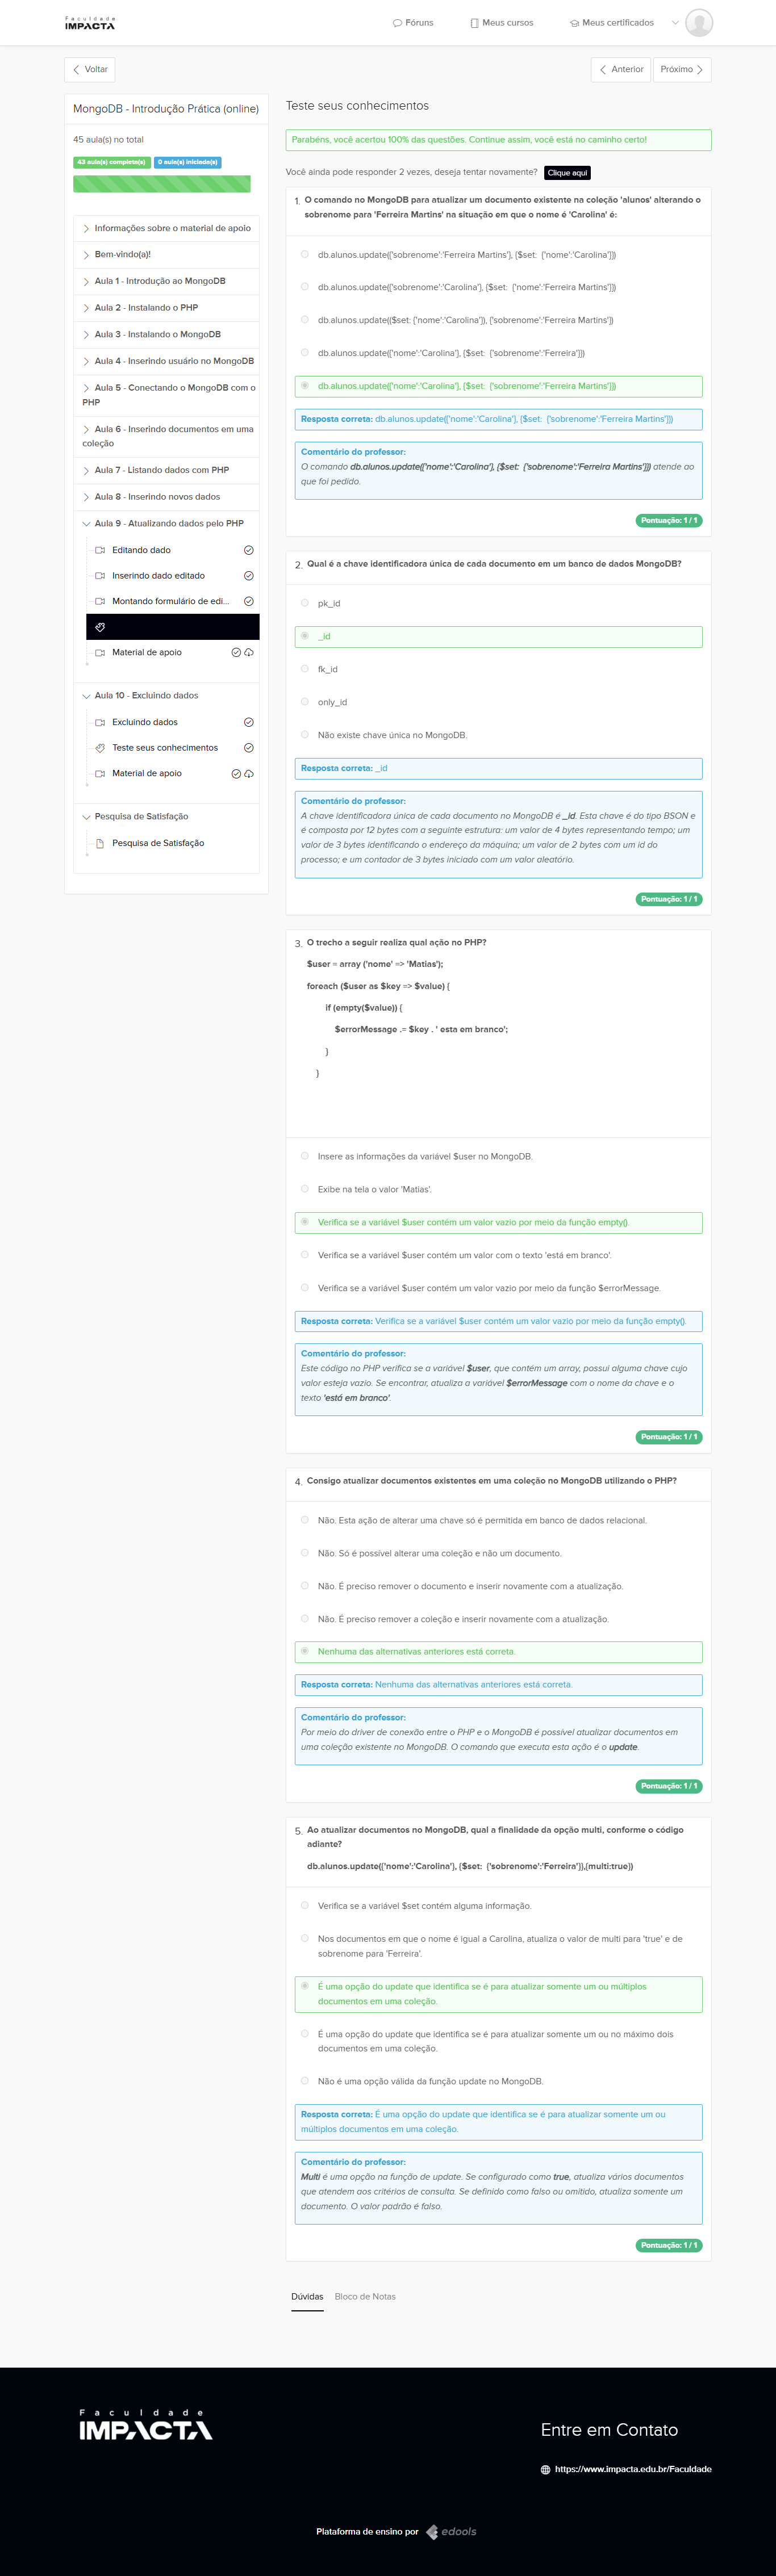 Faculdade
IMPACTA
Fóruns
Meus cursos
Meus certificados
Voltar
Anterior
Próximo
MongoDB - Introdução Prática (online)
45 aula(s) no total
43 aula(s) completa(s)
0 aula(s) iniciada(s)
Informações sobre o material de apoio
Bem-vindo(a)!
Aula 1 - Introdução ao MongoDB
Aula 2 - Instalando o PHP
Aula 3 - Instalando o MongoDB
Aula 4 - Inserindo usuário no MongoDB
Aula 5 - Conectando o MongoDB com o
PHP
Aula 6 - Inserindo documentos em uma
coleção
Aula 7 - Listando dados com PHP
Aula 8 - Inserindo novos dados
Aula 9 - Atualizando dados pelo PHP
Editando dado
Inserindo dado editado
Montando formulário de edi...
Material de apoio
Aula 10 - Excluindo dados
Excluindo dados
Teste seus conhecimentos
Material de apoio
Pesquisa de Satisfação
Pesquisa de Satisfação
Teste seus conhecimentos
Parabéns, você acertou 100% das questões. Continue assim, você está no caminho certo!
Você ainda pode responder 2 vezes, deseja tentar novamente? Clique aqui
1. O comando no MongoDB para atualizar um documento existente na coleção 'alunos' alterando o
sobrenome para 'Ferreira Martins' na situação em que o nome é 'Carolina' é:
db.alunos.update({'sobrenome':'Ferreira Martins'}, {$set: {'nome':'Carolina'}})
db.alunos.update({'sobrenome':'Carolina'}, {$set: {'nome':'Ferreira Martins'}})
db.alunos.update(($set: {'nome':'Carolina'}), {'sobrenome':'Ferreira Martins'})
db.alunos.update({'nome':'Carolina'}, {$set: {'sobrenome':'Ferreira'}})
db.alunos.update({'nome':'Carolina'}, {$set: {'sobrenome':'Ferreira Martins'}})
Resposta correta: db.alunos.update({'nome':'Carolina'}, {$set: {'sobrenome':'Ferreira Martins'}})
Comentário do professor:
O comando db.alunos.update({'nome':'Carolina'}, {$set: {'sobrenome':'Ferreira Martins'}}) atende ao
que foi pedido.
Pontuação: 1 / 1
2. Qual é a chave identificadora única de cada documento em um banco de dados MongoDB?
pk_id
_id
fk_id
only_id
Não existe chave única no MongoDB.
Resposta correta: _id
Comentário do professor:
A chave identificadora única de cada documento no MongoDB é _id. Esta chave é do tipo BSON e
é composta por 12 bytes com a seguinte estrutura: um valor de 4 bytes representando tempo; um
valor de 3 bytes identificando o endereço da máquina; um valor de 2 bytes com um id do
processo; e um contador de 3 bytes iniciado com um valor aleatório.
Pontuação: 1 / 1
3. O trecho a seguir realiza qual ação no PHP?
$user = array ('nome' => 'Matias');
foreach ($user as $key => $value) {
if (empty($value)) {
$errorMessage .= $key . ' esta em branco';
}
}
Insere as informações da variável $user no MongoDB.
Exibe na tela o valor 'Matias'.
Verifica se a variável $user contém um valor vazio por meio da função empty().
Verifica se a variável $user contém um valor com o texto 'está em branco'.
Verifica se a variável $user contém um valor vazio por meio da função $errorMessage.
Resposta correta: Verifica se a variável $user contém um valor vazio por meio da função empty().
Comentário do professor:
Este código no PHP verifica se a variável $user, que contém um array, possui alguma chave cujo
valor esteja vazio. Se encontrar, atualiza a variável $errorMessage com o nome da chave e o
texto 'está em branco'.
Pontuação: 1 / 1
4. Consigo atualizar documentos existentes em uma coleção no MongoDB utilizando o PHP?
Não. Esta ação de alterar uma chave só é permitida em banco de dados relacional.
Não. Só é possível alterar uma coleção e não um documento.
Não. É preciso remover o documento e inserir novamente com a atualização.
Não. É preciso remover a coleção e inserir novamente com a atualização.
Nenhuma das alternativas anteriores está correta.
Resposta correta: Nenhuma das alternativas anteriores está correta.
Comentário do professor:
Por meio do driver de conexão entre o PHP e o MongoDB é possível atualizar documentos em
uma coleção existente no MongoDB. O comando que executa esta ação é o update.
Pontuação: 1 / 1
5. Ao atualizar documentos no MongoDB, qual a finalidade da opção multi, conforme o código
adiante?
db.alunos.update({'nome':'Carolina'}, {$set: {'sobrenome':'Ferreira'}},{multi:true})
Verifica se a variável $set contém alguma informação.
Nos documentos em que o nome é igual a Carolina, atualiza o valor de multi para 'true' e de
sobrenome para 'Ferreira'.
É uma opção do update que identifica se é para atualizar somente um ou múltiplos
documentos em uma coleção.
É uma opção do update que identifica se é para atualizar somente um ou no máximo dois
documentos em uma coleção.
Não é uma opção válida da função update no MongoDB.
Resposta correta: É uma opção do update que identifica se é para atualizar somente um ou
múltiplos documentos em uma coleção.
Comentário do professor:
Multi é uma opção na função de update. Se configurado como true, atualiza vários documentos
que atendem aos critérios de consulta. Se definido como falso ou omitido, atualiza somente um
documento. O valor padrão é falso.
Pontuação: 1 / 1
Dúvidas
Bloco de Notas
Faculdade
IMPACTA
Entre em Contato
https://www.impacta.edu.br/Faculdade
Plataforma de ensino por edools